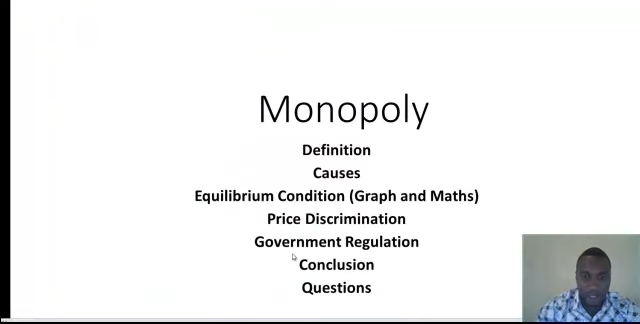 Monopoly
Definition
Causes
Equilibrium Condition (Graph and Maths)
Price Discrimination
Government Regulation
Conclusion
Questions